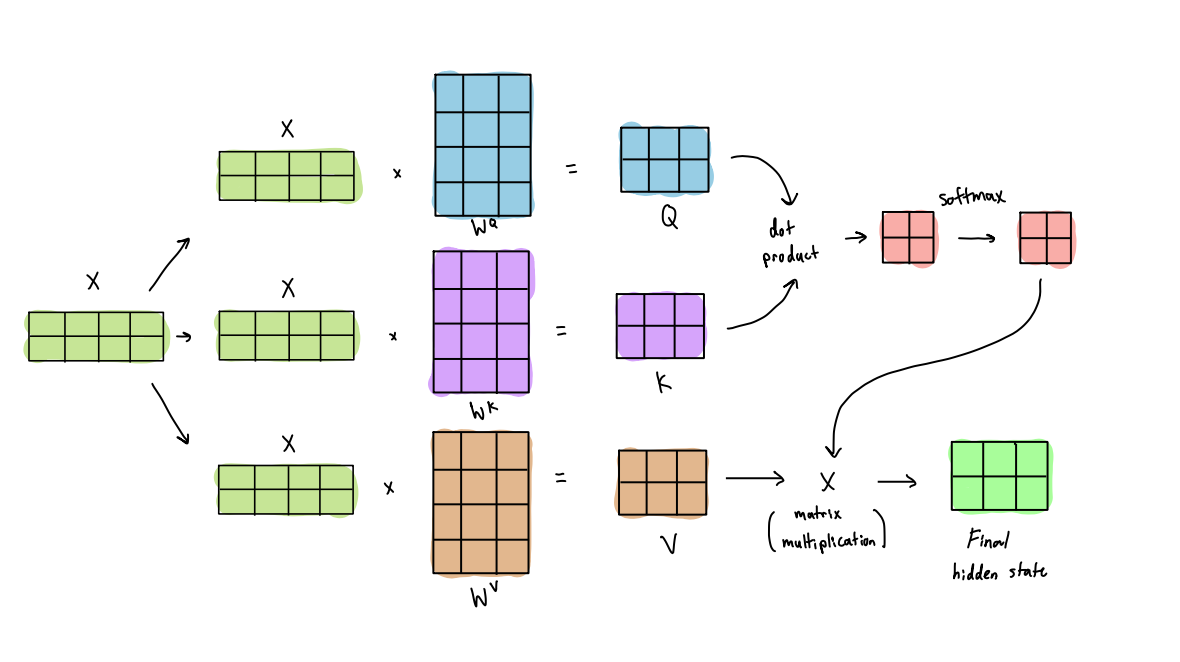 X
X
x
=
W^Q
Q
dot
product
softmax
X
x
=
W^K
K
X
x
=
W^V
V
X
(matrix
multiplication)
Final
hidden state